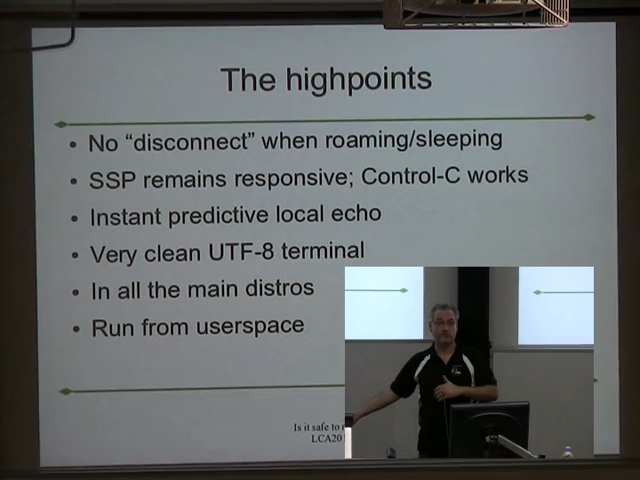 The highpoints
• No “disconnect” when roaming/sleeping
• SSP remains responsive; Control-C works
• Instant predictive local echo
• Very clean UTF-8 terminal
• In all the main distros
• Run from userspace
Is it safe to
LCA20